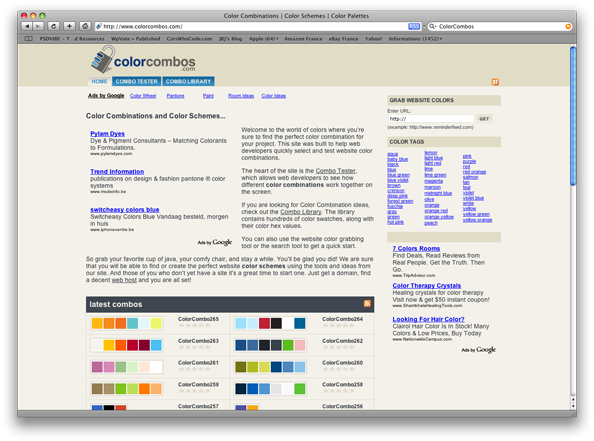 Color Combinations | Color Schemes | Color Palettes
http://www.colorcombos.com/
RSS
ColorCombos
PSDVIBE – T...d Resources
WpVote » Published
CatsWhoCode.com
JBJ's Blog
Apple (64)
Amazon France
eBay France
Yahoo!
Informations (1452)
colorcombos
.com
HOME
COMBO TESTER
COMBO LIBRARY
Ads by Google
Color Wheel
Pantone
Paint
Room Ideas
Color Ideas
Color Combinations and Color Schemes...
Pylam Dyes
Dye & Pigment Consultants – Matching Colorants
to Formulations.
www.pylamdyes.com
Trend Information
publications on design & fashion pantone ® color
systems
www.modeinfo.be
switcheasy colors blue
Switcheasy Colors Blue Vandaag besteld, morgen
in huis
www.iphonecentre.be
Ads by Google
Welcome to the world of colors where you're
sure to find the perfect color combination for
your project. This site was built to help web
developers quickly select and test website color
combinations.
The heart of the site is the Combo Tester,
which allows web developers to see how
different color combinations work together on
the screen.
If you are looking for Color Combination ideas,
check out the Combo Library. The library
contains hundreds of color swatches, along with
their color hex values.
You can also use the website color grabbing
tool or the search tool to get a quick start.
So grab your favorite cup of java, your comfy chair, and stay a while. You'll be glad you did! We are sure
that you will be able to find or create the perfect website color schemes using the tools and ideas from
our site. And those of you who don't yet have a site it's a great time to start one. Just get a domain, find
a decent web host and you are all set!
latest combos
ColorCombo265
ColorCombo264
ColorCombo263
ColorCombo262
ColorCombo261
ColorCombo260
ColorCombo259
ColorCombo258
ColorCombo257
ColorCombo256
GRAB WEBSITE COLORS
Enter URL:
http://
GET
(example: http://www.reminderfeed.com)
COLOR TAGS
aqua
baby blue
black
blue
blue green
blue violet
brown
crimson
deep pink
forest green
fuschia
gray
green
hot pink
lemon
light blue
light red
lime
lime green
magenta
maroon
midnight blue
olive
orange
orange red
orange yellow
peach
pink
purple
red
red orange
salmon
tan
teal
violet
violet blue
white
yellow
yellow green
yellow orange
7 Colors Rooms
Find Deals, Read Reviews from
Real People. Get the Truth. Then
Go.
www.TripAdvisor.com
Color Therapy Crystals
Healing crystals for color therapy
Visit now & get $50 instant coupon!
www.ShambhalaHealingTools.com
Looking For Hair Color?
Clairol Hair Color Is In Stock! Many
Colors & Low Prices, Buy Today
www.NationwideCampus.com
Ads by Google